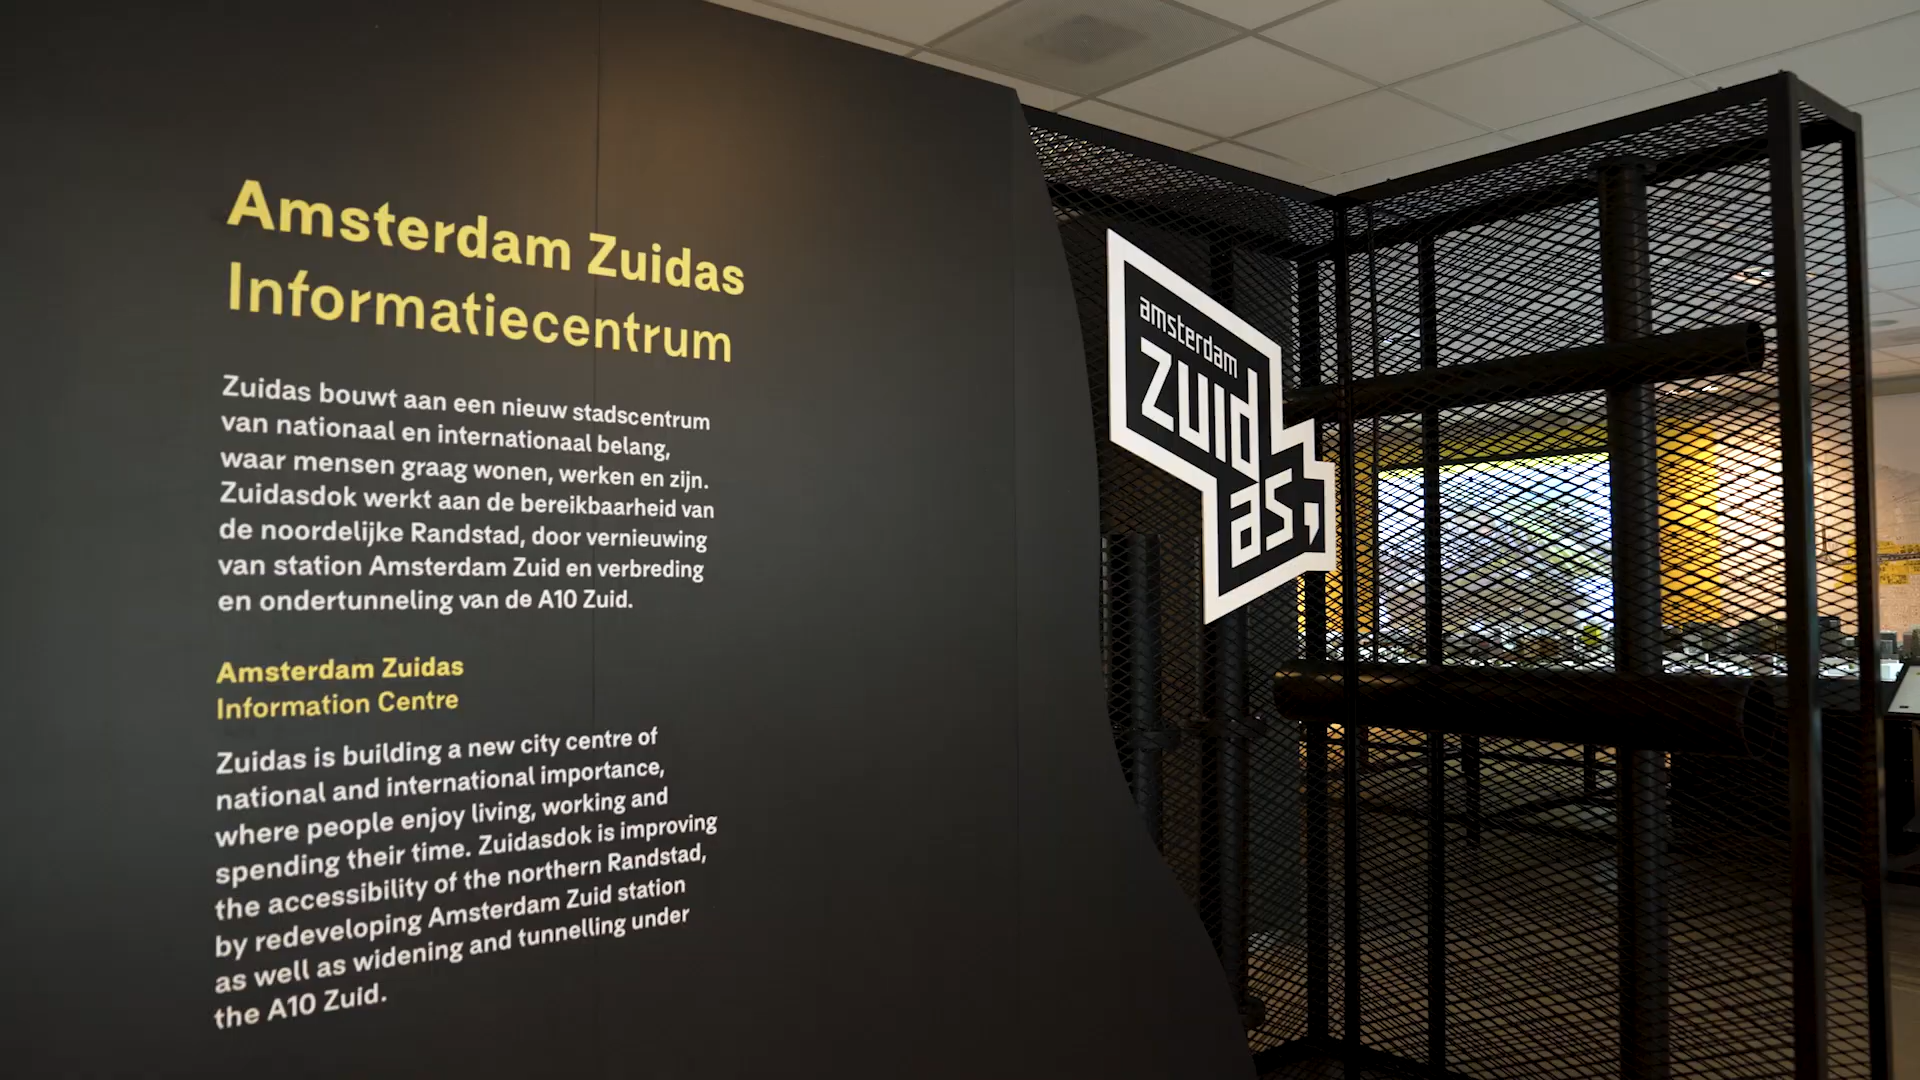 Amsterdam Zuidas
Informatiecentrum
Zuidas bouwt aan een nieuw stadscentrum
van nationaal en internationaal belang,
waar mensen graag wonen, werken en zijn.
Zuidasdok werkt aan de bereikbaarheid van
de noordelijke Randstad, door vernieuwing
van station Amsterdam Zuid en verbreding
en ondertunneling van de A10 Zuid.
Amsterdam Zuidas
Information Centre
Zuidas is building a new city centre of
national and international importance,
where people enjoy living, working and
spending their time. Zuidasdok is improving
the accessibility of the northern Randstad,
by redeveloping Amsterdam Zuid station
as well as widening and tunnelling under
the A10 Zuid.
amsterdam
zuid
as,